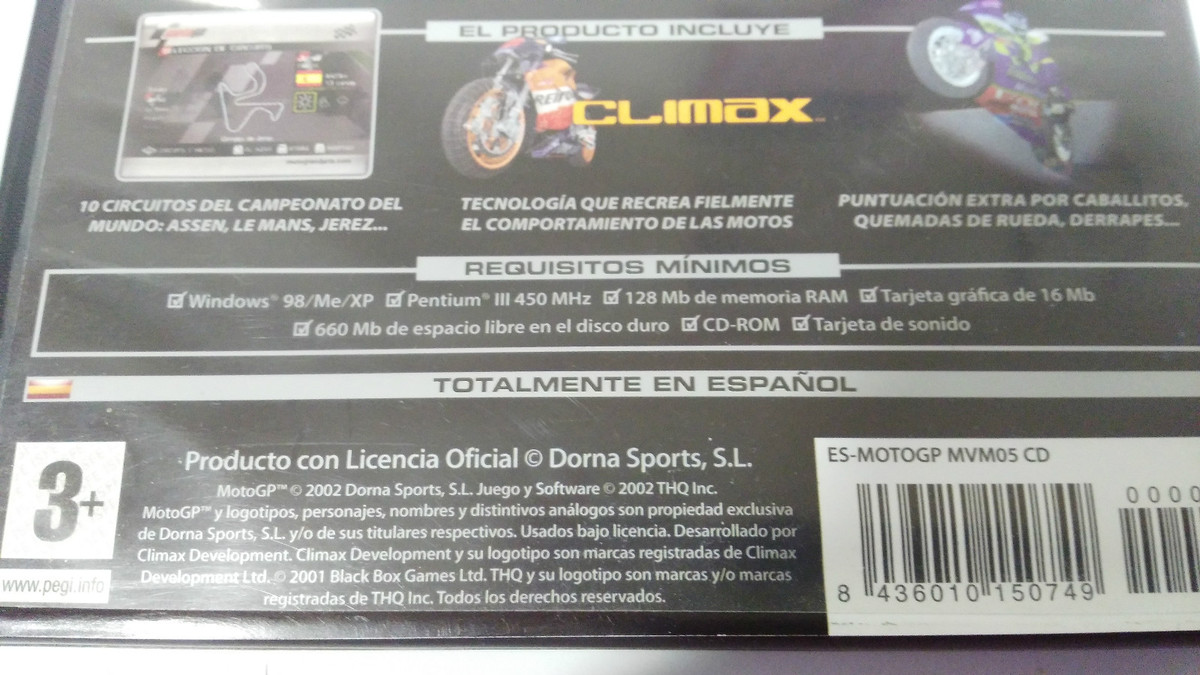 EL PRODUCTO INCLUYE
SELECCIÓN DE CIRCUITO
REPSOL
CLIMAX™
10 CIRCUITOS DEL CAMPEONATO DEL
MUNDO: ASSEN, LE MANS, JEREZ...
TECNOLOGÍA QUE RECREA FIELMENTE
EL COMPORTAMIENTO DE LAS MOTOS
PUNTUACIÓN EXTRA POR CABALLITOS,
QUEMADAS DE RUEDA, DERRAPES...
REQUISITOS MÍNIMOS
Windows® 98/Me/XP Pentium® III 450 MHz 128 Mb de memoria RAM Tarjeta gráfica de 16 Mb
660 Mb de espacio libre en el disco duro CD-ROM Tarjeta de sonido
TOTALMENTE EN ESPAÑOL
3+
www.pegi.info
Producto con Licencia Oficial © Dorna Sports, S.L.
MotoGP™ © 2002 Dorna Sports, S.L. Juego y Software © 2002 THQ Inc.
MotoGP™ y logotipos, personajes, nombres y distintivos análogos son propiedad exclusiva
de Dorna Sports, S.L. y/o de sus titulares respectivos. Usados bajo licencia. Desarrollado por
Climax Development. Climax Development y su logotipo son marcas registradas de Climax
Development Ltd. © 2001 Black Box Games Ltd. THQ y su logotipo son marcas y/o marcas
registradas de THQ Inc. Todos los derechos reservados.
ES-MOTOGP MVM05 CD
0000
8 436010 150749